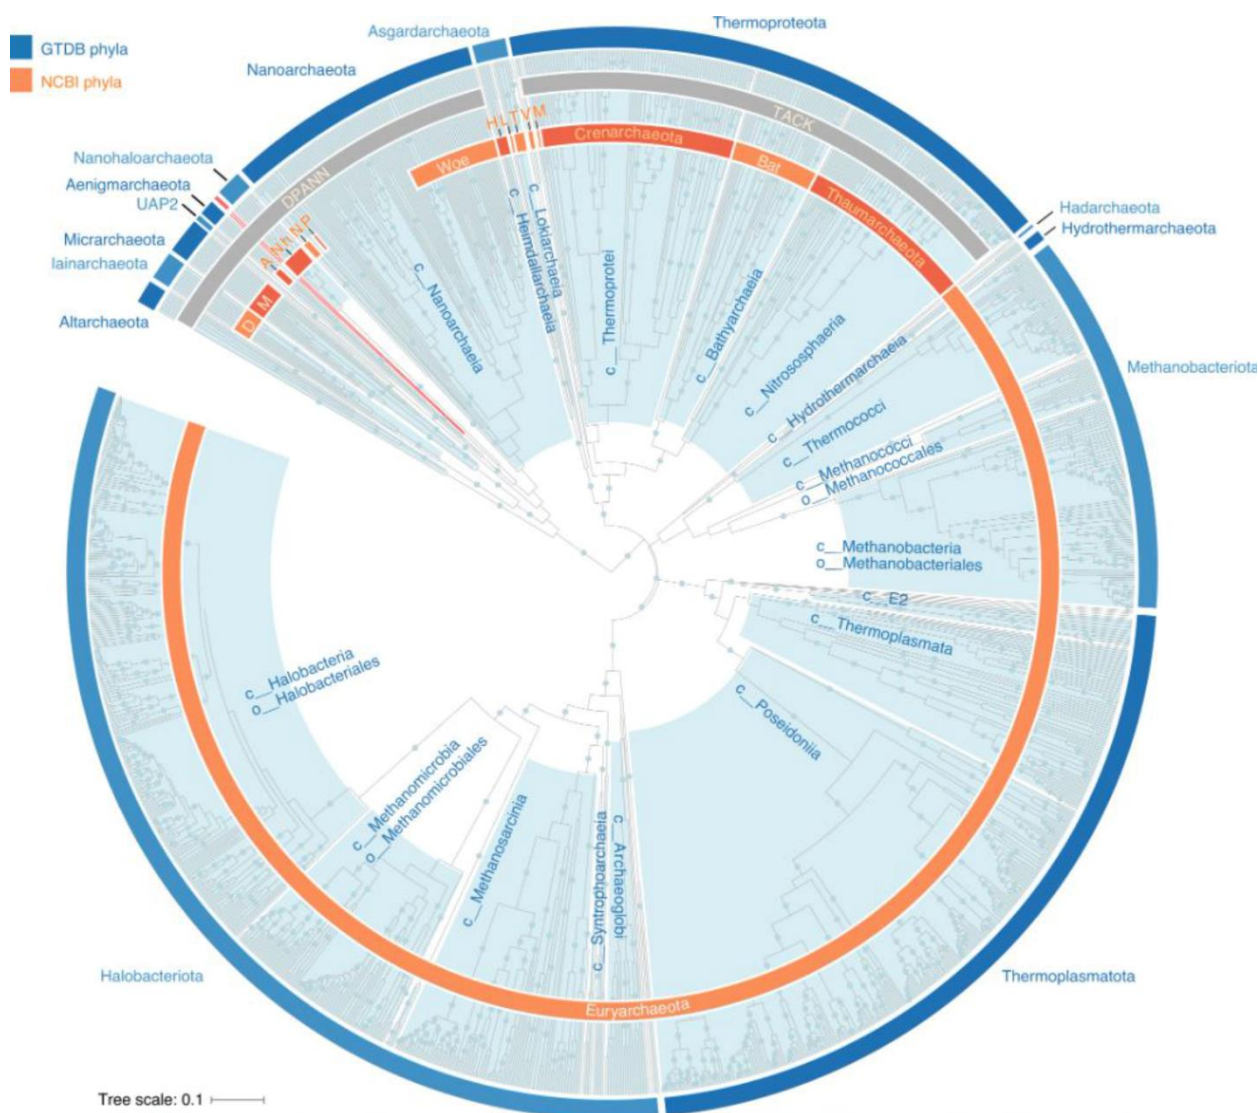 GTDB phyla
NCBI phyla
Asgardarchaeota
Thermoproteota
Nanoarchaeota
Nanohaloarchaeota
Aenigmarchaeota
UAP2
Micrarchaeota
Iainarchaeota
Altarchaeota
Hadarchaeota
Hydrothermarchaeota
Methanobacteriota
Thermoplasmatota
Halobacteriota
DPANN
TACK
D
M
A
Nh
N
P
Woe
H
L
T
V
M
Crenarchaeota
Bat
Thaumarchaeota
Euryarchaeota
c__Nanoarchaeia
c__Heimdallarchaeia
c__Lokiarchaeia
c__Thermoprotei
c__Bathyarchaeia
c__Nitrososphaeria
c__Hydrothermarchaeia
c__Thermococci
c__Methanococci
o__Methanococcales
c__Methanobacteria
o__Methanobacteriales
c__E2
c__Thermoplasmata
c__Poseidoniia
c__Archaeoglobi
c__Syntrophoarchaeia
c__Methanosarcinia
c__Methanomicrobia
o__Methanomicrobiales
c__Halobacteria
o__Halobacteriales
Tree scale: 0.1